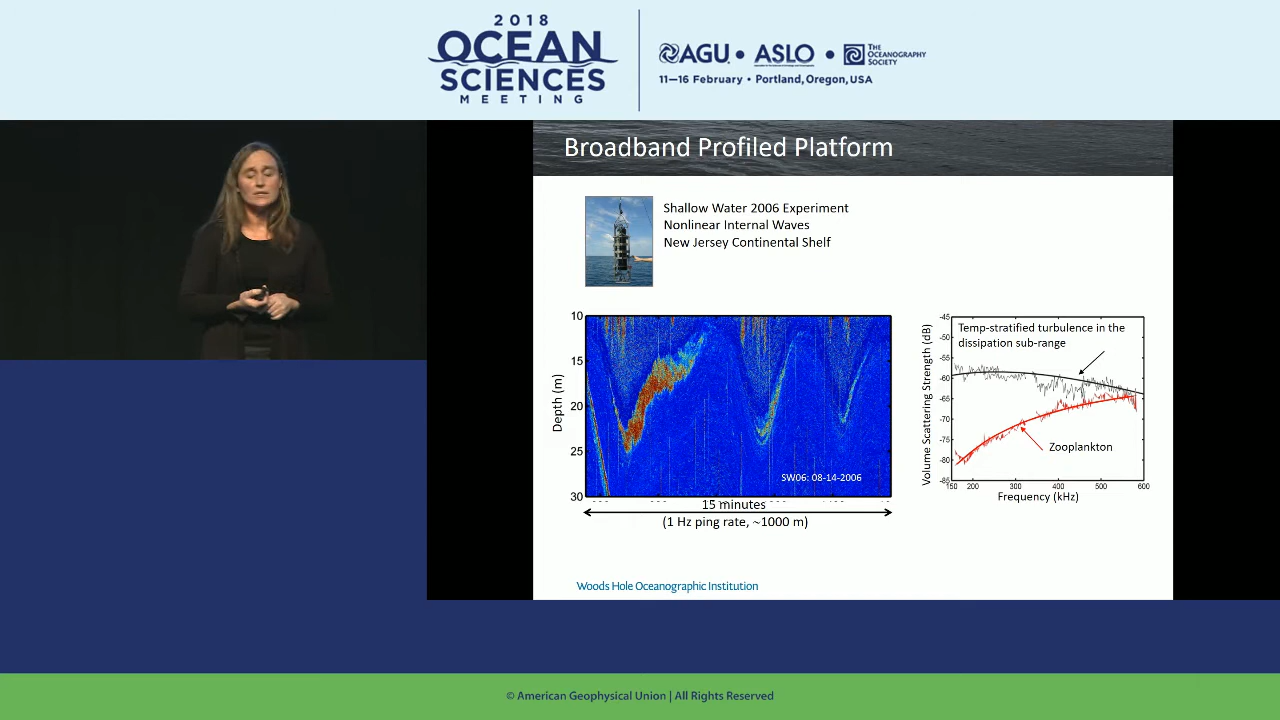 2018
OCEAN
SCIENCES
MEETING
AGU • ASLO • THE OCEANOGRAPHY SOCIETY
11–16 February • Portland, Oregon, USA
Broadband Profiled Platform
Shallow Water 2006 Experiment
Nonlinear Internal Waves
New Jersey Continental Shelf
10
15
20
25
30
Depth (m)
SW06: 08-14-2006
15 minutes
(1 Hz ping rate, ~1000 m)
-45
-50
-55
-60
-65
-70
-75
-80
Volume Scattering Strength (dB)
Temp-stratified turbulence in the
dissipation sub-range
Zooplankton
150 200 300 400 500 600
Frequency (kHz)
Woods Hole Oceanographic Institution
© American Geophysical Union | All Rights Reserved